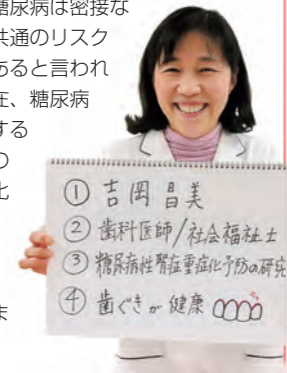 糖尿病は密接な
共通のリスク
あると言われ
在、糖尿病
する
の
化
ま
① 吉岡昌美
② 歯科医師/社会福祉士
③ 糖尿病性腎症重症化予防の研究
④ 歯ぐきが健康